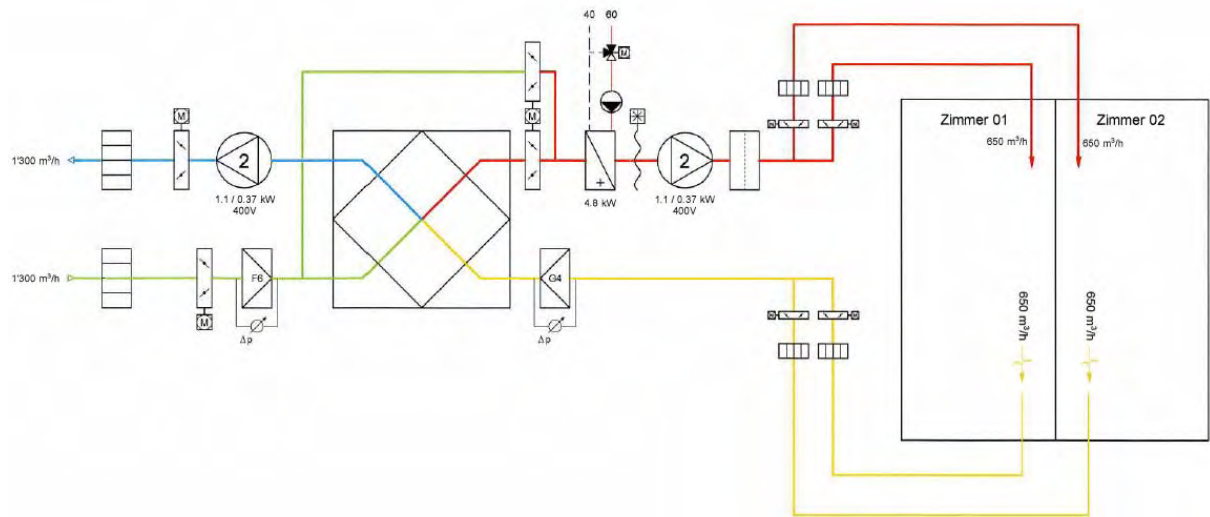 40 60
M
M
M
M
M
M
1'300 m³/h
2
1.1 / 0.37 kW
400V
+
4.8 kW
2
1.1 / 0.37 kW
400V
Zimmer 01
650 m³/h
Zimmer 02
650 m³/h
1'300 m³/h
M
F6
Δp
G4
Δp
M
M
650 m³/h
650 m³/h